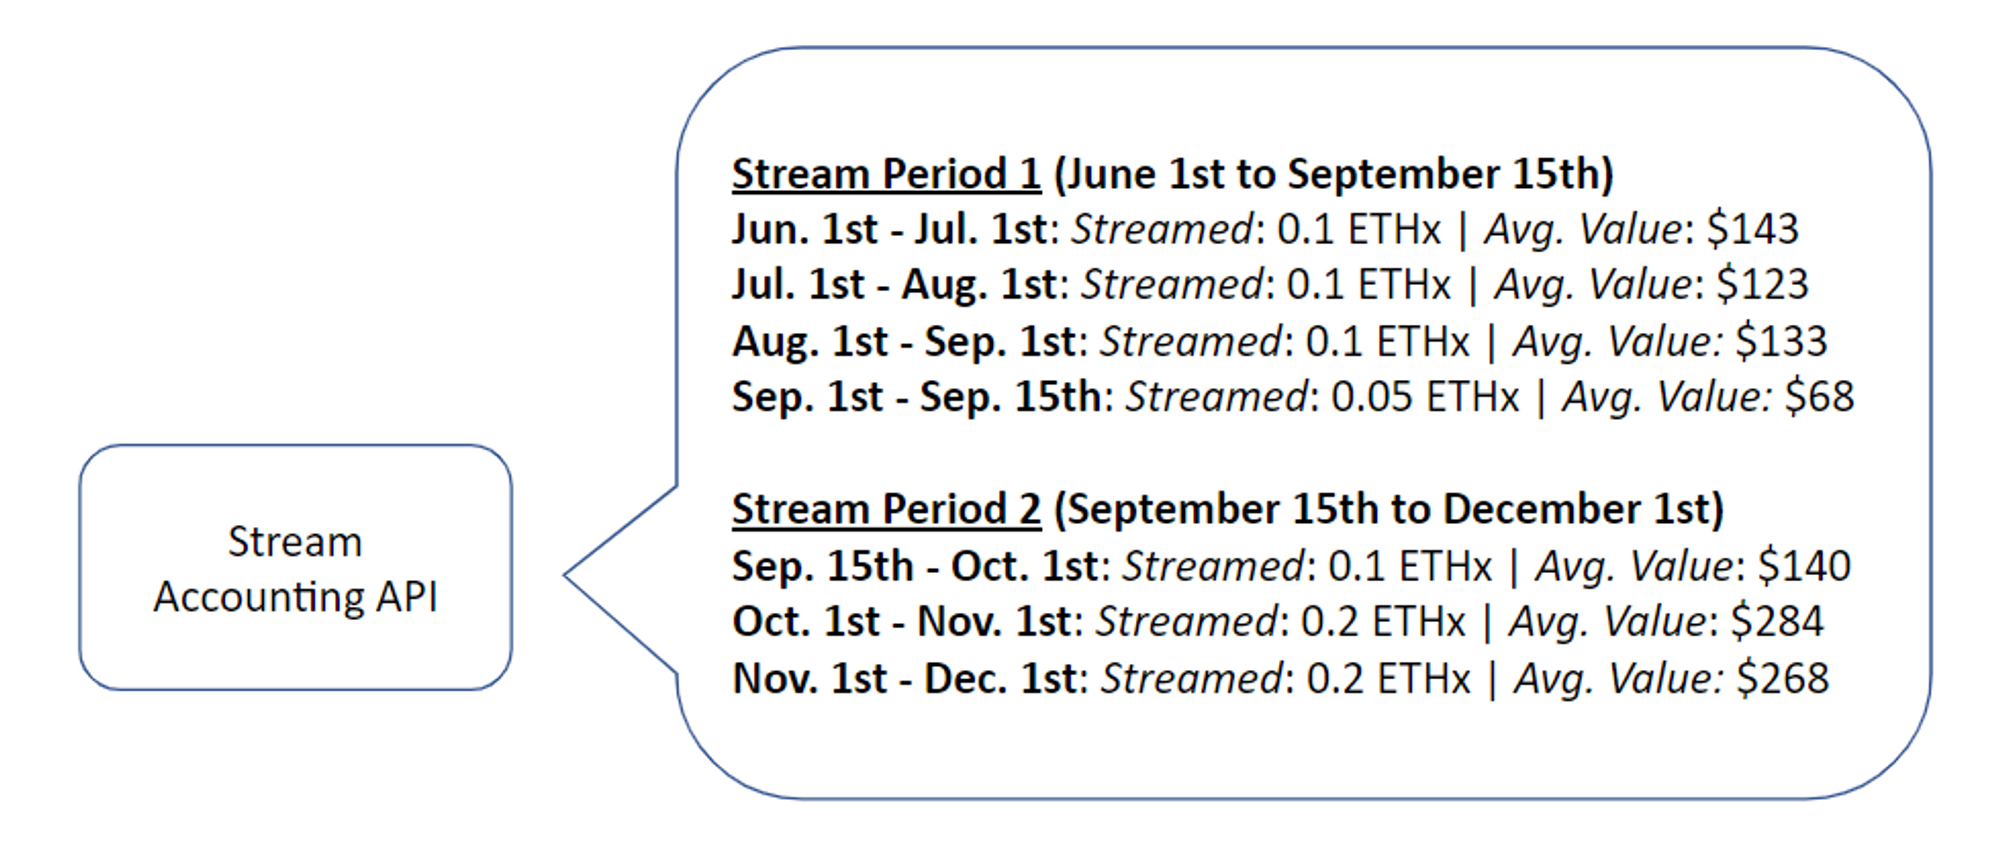 Stream Period 1 (June 1st to September 15th)
Jun. 1st - Jul. 1st: Streamed: 0.1 ETHx | Avg. Value: $143
Jul. 1st - Aug. 1st: Streamed: 0.1 ETHx | Avg. Value: $123
Aug. 1st - Sep. 1st: Streamed: 0.1 ETHx | Avg. Value: $133
Sep. 1st - Sep. 15th: Streamed: 0.05 ETHx | Avg. Value: $68
Stream Period 2 (September 15th to December 1st)
Sep. 15th - Oct. 1st: Streamed: 0.1 ETHx | Avg. Value: $140
Oct. 1st - Nov. 1st: Streamed: 0.2 ETHx | Avg. Value: $284
Nov. 1st - Dec. 1st: Streamed: 0.2 ETHx | Avg. Value: $268
Stream
Accounting API